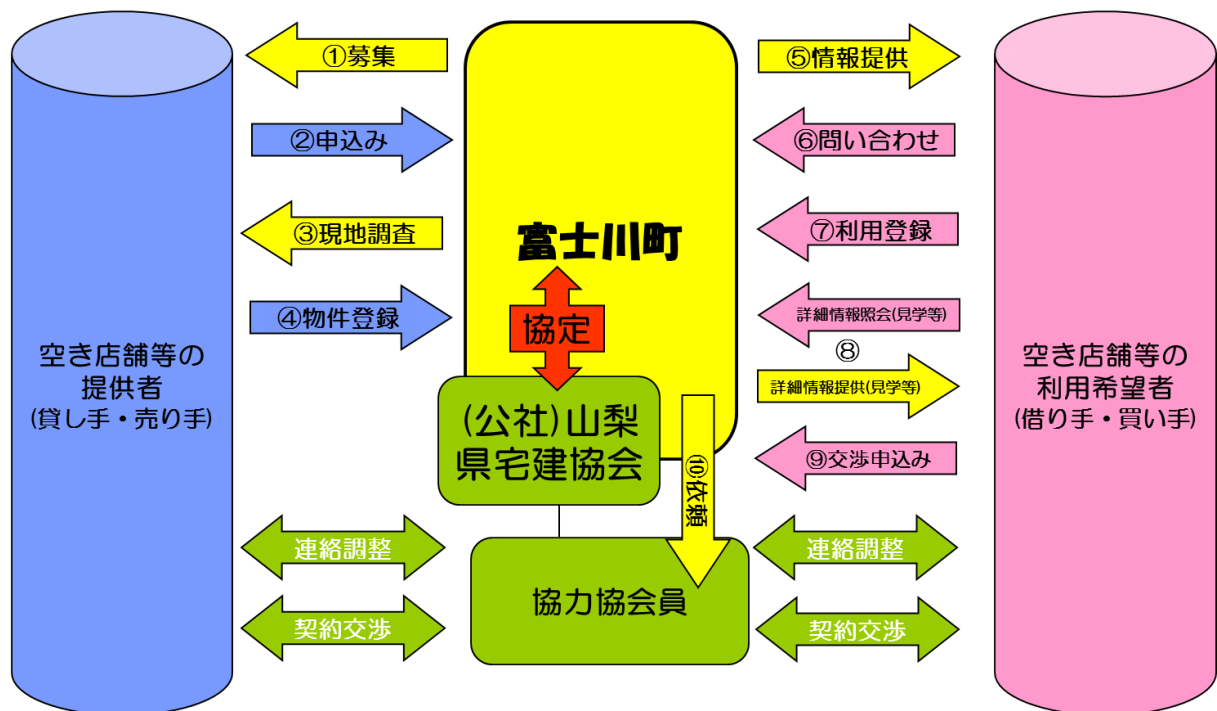 ①募集
②申込み
③現地調査
④物件登録
空き店舗等の
提供者
(貸し手・売り手)
富士川町
協定
(公社)山梨
県宅建協会
⑩依頼
協力協会員
連絡調整
契約交渉
⑤情報提供
⑥問い合わせ
⑦利用登録
詳細情報照会(見学等)
⑧
詳細情報提供(見学等)
⑨交渉申込み
連絡調整
契約交渉
空き店舗等の
利用希望者
(借り手・買い手)